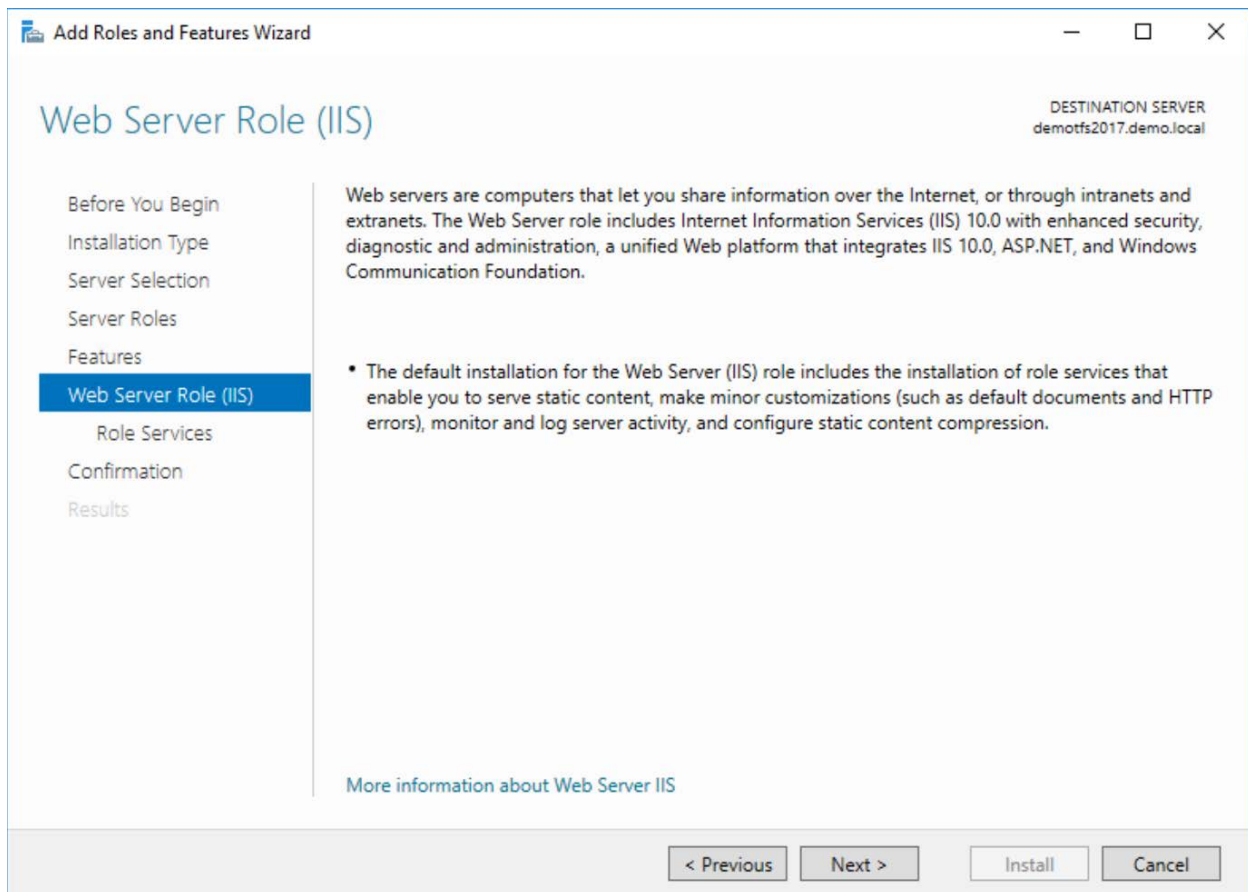 Add Roles and Features Wizard
Web Server Role (IIS)
DESTINATION SERVER
demotfs2017.demo.local
Before You Begin
Installation Type
Server Selection
Server Roles
Features
Web Server Role (IIS)
Role Services
Confirmation
Results
Web servers are computers that let you share information over the Internet, or through intranets and
extranets. The Web Server role includes Internet Information Services (IIS) 10.0 with enhanced security,
diagnostic and administration, a unified Web platform that integrates IIS 10.0, ASP.NET, and Windows
Communication Foundation.
• The default installation for the Web Server (IIS) role includes the installation of role services that
enable you to serve static content, make minor customizations (such as default documents and HTTP
errors), monitor and log server activity, and configure static content compression.
More information about Web Server IIS
< Previous
Next >
Install
Cancel